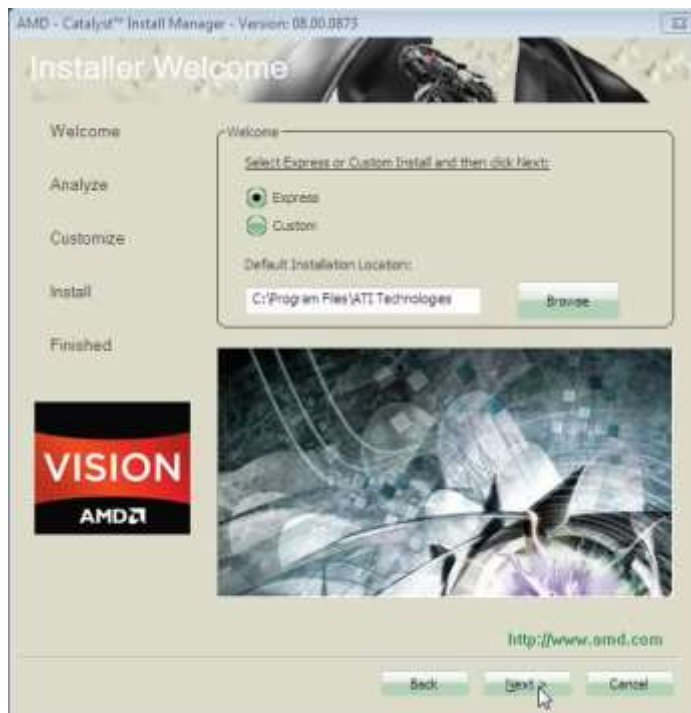 AMD - Catalyst™ Install Manager - Version: 08.00.0873
Installer Welcome
Welcome
Analyze
Customize
Install
Finished
Welcome
Select Express or Custom Install and then click Next:
Express
Custom
Default Installation Location:
C:\Program Files\ATI Technologies
Browse
VISION
AMD
http://www.amd.com
Back
Next >
Cancel